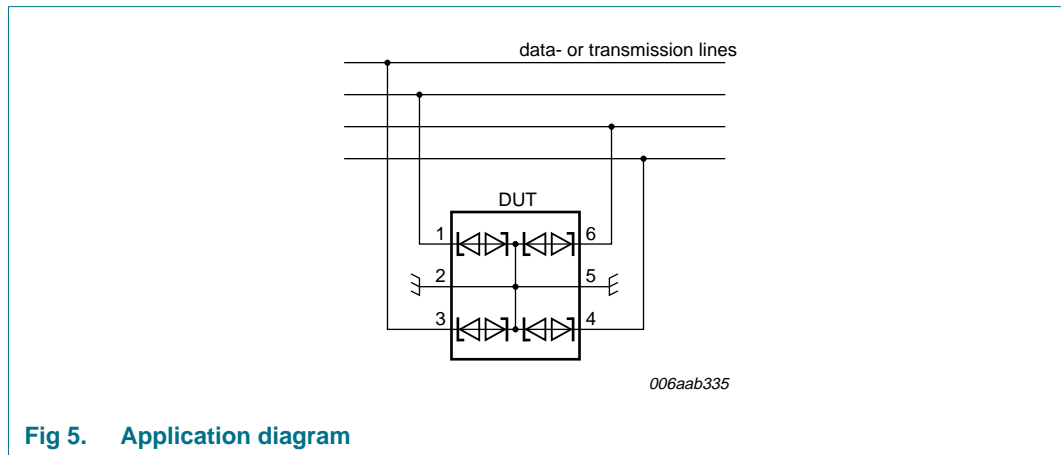 data- or transmission lines
DUT
1 6
2 5
3 4
006aab335
Fig 5. Application diagram